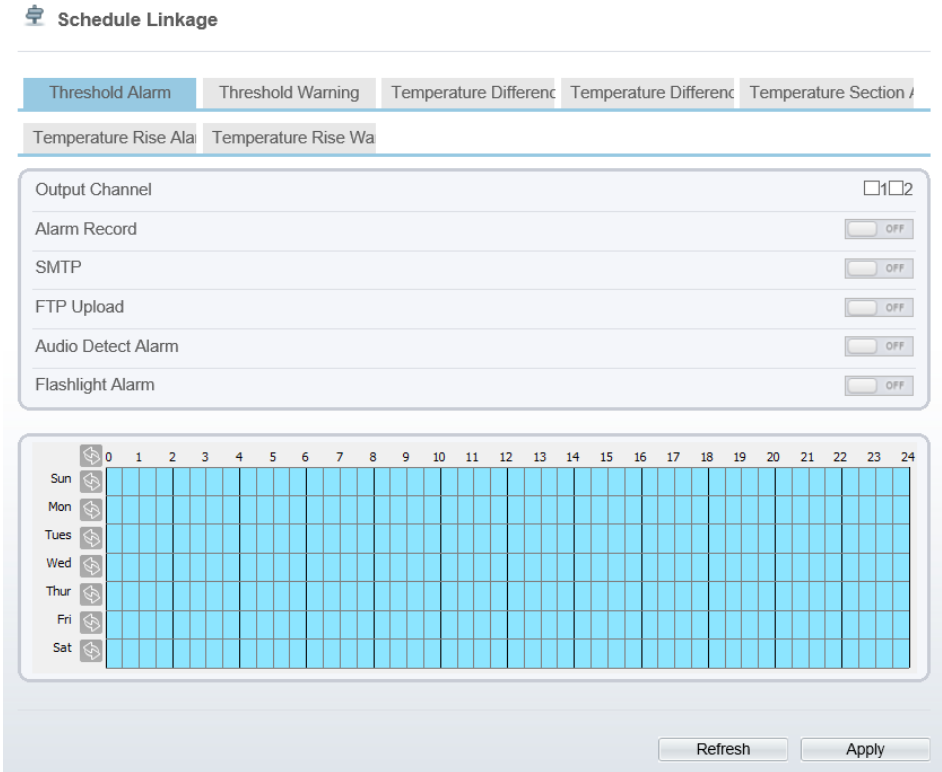 Schedule Linkage
Threshold Alarm Threshold Warning Temperature Differenc Temperature Differenc Temperature Section A
Temperature Rise Alar Temperature Rise Wa
Output Channel 1 2
Alarm Record OFF
SMTP OFF
FTP Upload OFF
Audio Detect Alarm OFF
Flashlight Alarm OFF
0 1 2 3 4 5 6 7 8 9 10 11 12 13 14 15 16 17 18 19 20 21 22 23 24
Sun
Mon
Tues
Wed
Thur
Fri
Sat
Refresh Apply